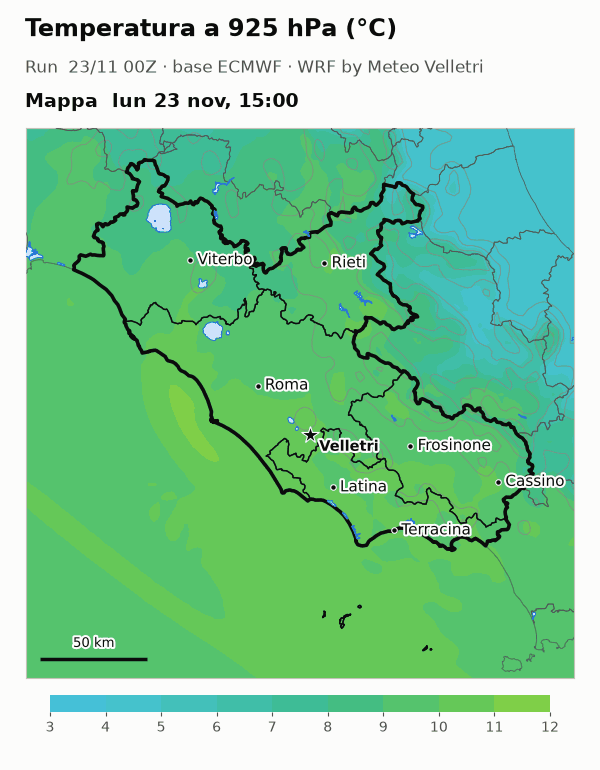 Temperatura a 925 hPa (°C)
Run  23/11 00Z · base ECMWF · WRF by Meteo Velletri
Mappa  lun 23 nov, 15:00
Viterbo
Rieti
Roma
Velletri
Frosinone
Latina
Cassino
Terracina
50 km
3 4 5 6 7 8 9 10 11 12